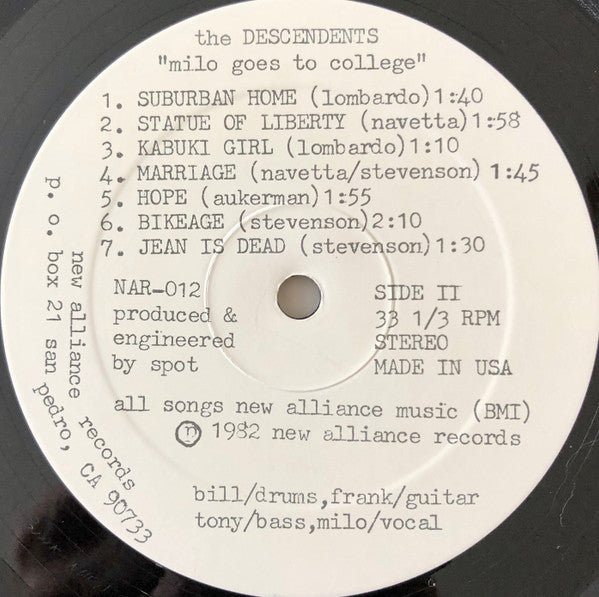 the DESCENDENTS
"milo goes to college"
1. SUBURBAN HOME (lombardo)1:40
2. STATUE OF LIBERTY (navetta)1:58
3. KABUKI GIRL (lombardo)1:10
4. MARRIAGE (navetta/stevenson) 1:45
5. HOPE (aukerman)1:55
6. BIKEAGE (stevenson)2:10
7. JEAN IS DEAD (stevenson)1:30
NAR-012
produced &
engineered
by spot
SIDE II
33 1/3 RPM
STEREO
MADE IN USA
all songs new alliance music (BMI)
Ⓟ 1982 new alliance records
bill/drums,frank/guitar
tony/bass,milo/vocal
new alliance records
p. o. box 21 san pedro, CA 90733